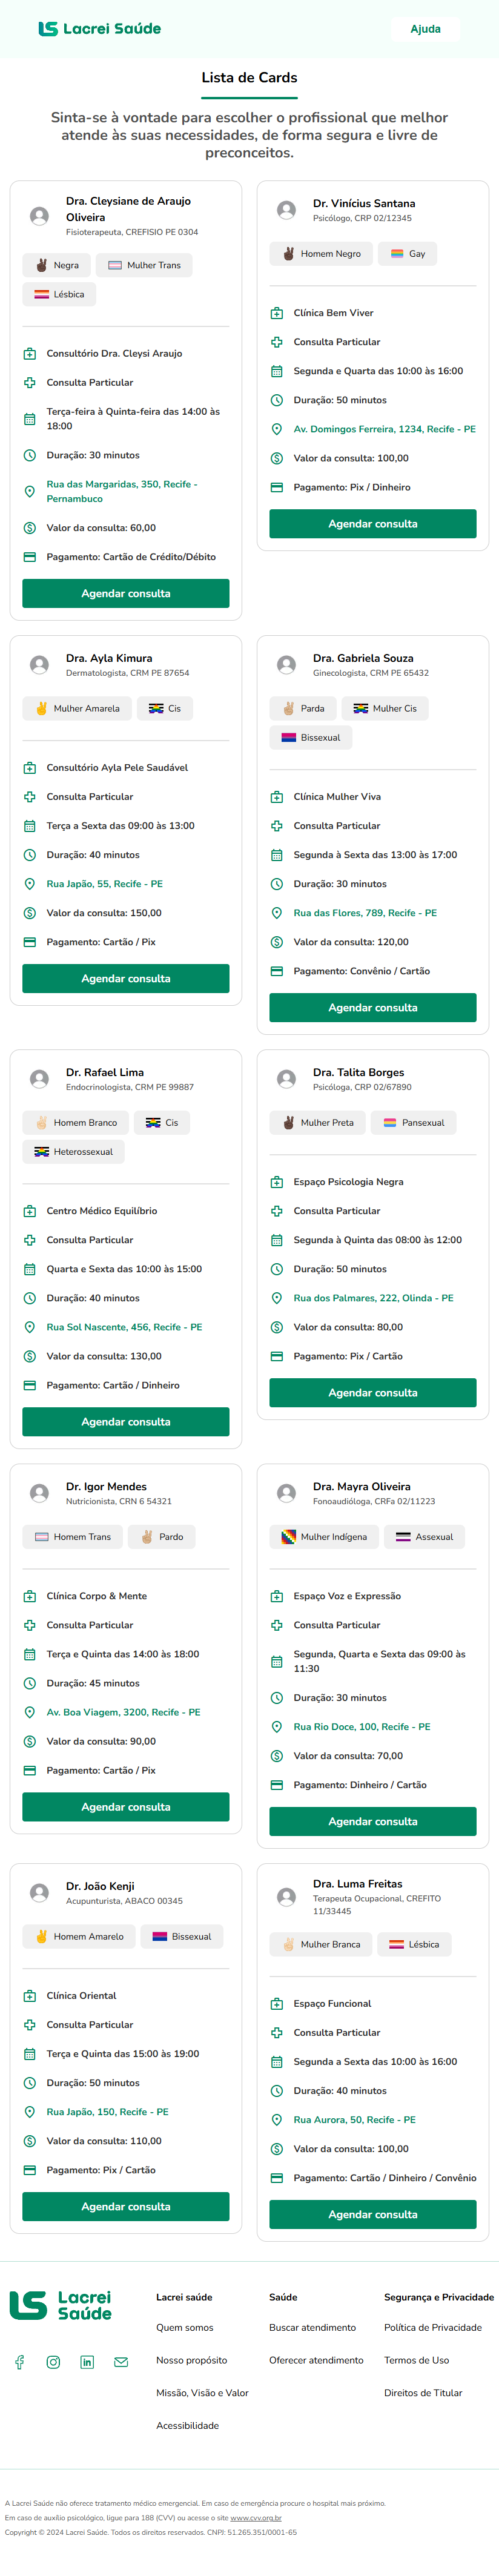 Lacrei Saúde
Ajuda
Lista de Cards
Sinta-se à vontade para escolher o profissional que melhor
atende às suas necessidades, de forma segura e livre de
preconceitos.
Dra. Cleysiane de Araujo
Oliveira
Fisioterapeuta, CREFISIO PE 0304
Negra
Mulher Trans
Lésbica
Consultório Dra. Cleysi Araujo
Consulta Particular
Terça-feira à Quinta-feira das 14:00 às
18:00
Duração: 30 minutos
Rua das Margaridas, 350, Recife -
Pernambuco
Valor da consulta: 60,00
Pagamento: Cartão de Crédito/Débito
Agendar consulta
Dr. Vinícius Santana
Psicólogo, CRP 02/12345
Homem Negro
Gay
Clínica Bem Viver
Consulta Particular
Segunda e Quarta das 10:00 às 16:00
Duração: 50 minutos
Av. Domingos Ferreira, 1234, Recife - PE
Valor da consulta: 100,00
Pagamento: Pix / Dinheiro
Agendar consulta
Dra. Ayla Kimura
Dermatologista, CRM PE 87654
Mulher Amarela
Cis
Consultório Ayla Pele Saudável
Consulta Particular
Terça a Sexta das 09:00 às 13:00
Duração: 40 minutos
Rua Japão, 55, Recife - PE
Valor da consulta: 150,00
Pagamento: Cartão / Pix
Agendar consulta
Dra. Gabriela Souza
Ginecologista, CRM PE 65432
Parda
Mulher Cis
Bissexual
Clínica Mulher Viva
Consulta Particular
Segunda à Sexta das 13:00 às 17:00
Duração: 30 minutos
Rua das Flores, 789, Recife - PE
Valor da consulta: 120,00
Pagamento: Convênio / Cartão
Agendar consulta
Dr. Rafael Lima
Endocrinologista, CRM PE 99887
Homem Branco
Cis
Heterossexual
Centro Médico Equilíbrio
Consulta Particular
Quarta e Sexta das 10:00 às 15:00
Duração: 40 minutos
Rua Sol Nascente, 456, Recife - PE
Valor da consulta: 130,00
Pagamento: Cartão / Dinheiro
Agendar consulta
Dra. Talita Borges
Psicóloga, CRP 02/67890
Mulher Preta
Pansexual
Espaço Psicologia Negra
Consulta Particular
Segunda à Quinta das 08:00 às 12:00
Duração: 50 minutos
Rua dos Palmares, 222, Olinda - PE
Valor da consulta: 80,00
Pagamento: Pix / Cartão
Agendar consulta
Dr. Igor Mendes
Nutricionista, CRN 6 54321
Homem Trans
Pardo
Clínica Corpo & Mente
Consulta Particular
Terça e Quinta das 14:00 às 18:00
Duração: 45 minutos
Av. Boa Viagem, 3200, Recife - PE
Valor da consulta: 90,00
Pagamento: Cartão / Pix
Agendar consulta
Dra. Mayra Oliveira
Fonoaudióloga, CRFa 02/11223
Mulher Indígena
Assexual
Espaço Voz e Expressão
Consulta Particular
Segunda, Quarta e Sexta das 09:00 às
11:30
Duração: 30 minutos
Rua Rio Doce, 100, Recife - PE
Valor da consulta: 70,00
Pagamento: Dinheiro / Cartão
Agendar consulta
Dr. João Kenji
Acupunturista, ABACO 00345
Homem Amarelo
Bissexual
Clínica Oriental
Consulta Particular
Terça e Quinta das 15:00 às 19:00
Duração: 50 minutos
Rua Japão, 150, Recife - PE
Valor da consulta: 110,00
Pagamento: Pix / Cartão
Agendar consulta
Dra. Luma Freitas
Terapeuta Ocupacional, CREFITO
11/33445
Mulher Branca
Lésbica
Espaço Funcional
Consulta Particular
Segunda a Sexta das 10:00 às 16:00
Duração: 40 minutos
Rua Aurora, 50, Recife - PE
Valor da consulta: 100,00
Pagamento: Cartão / Dinheiro / Convênio
Agendar consulta
Lacrei
Saúde
Lacrei saúde
Quem somos
Nosso propósito
Missão, Visão e Valor
Acessibilidade
Saúde
Buscar atendimento
Oferecer atendimento
Segurança e Privacidade
Política de Privacidade
Termos de Uso
Direitos de Titular
A Lacrei Saúde não oferece tratamento médico emergencial. Em caso de emergência procure o hospital mais próximo.
Em caso de auxílio psicológico, ligue para 188 (CVV) ou acesse o site www.cvv.org.br
Copyright © 2024 Lacrei Saúde. Todos os direitos reservados. CNPJ: 51.265.351/0001-65